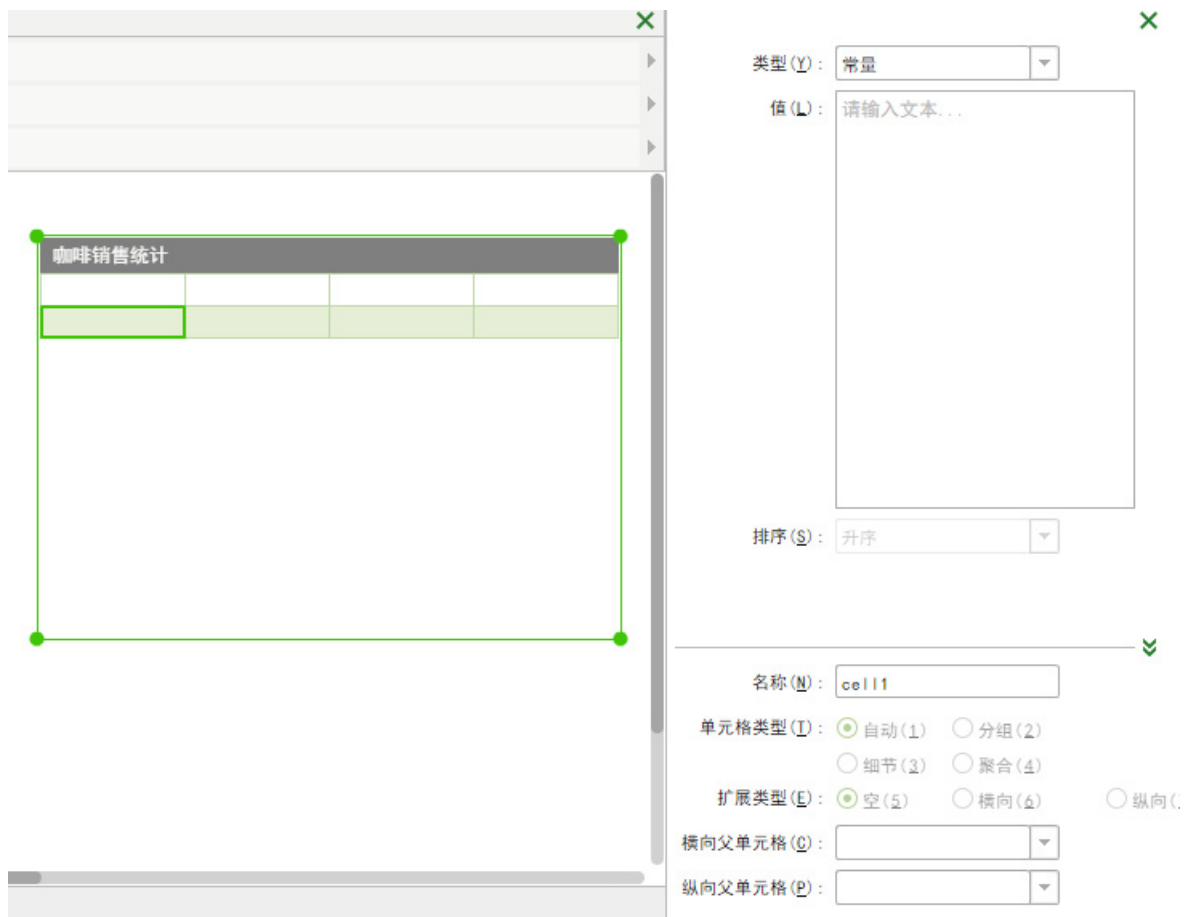 咖啡销售统计
类型(Y)： 常量
值(L)： 请输入文本...
排序(S)： 升序
名称(N)： cell1
单元格类型(T)： 自动(1) 分组(2)
细节(3) 聚合(4)
扩展类型(E)： 空(5) 横向(6) 纵向(
横向父单元格(C)：
纵向父单元格(P)：